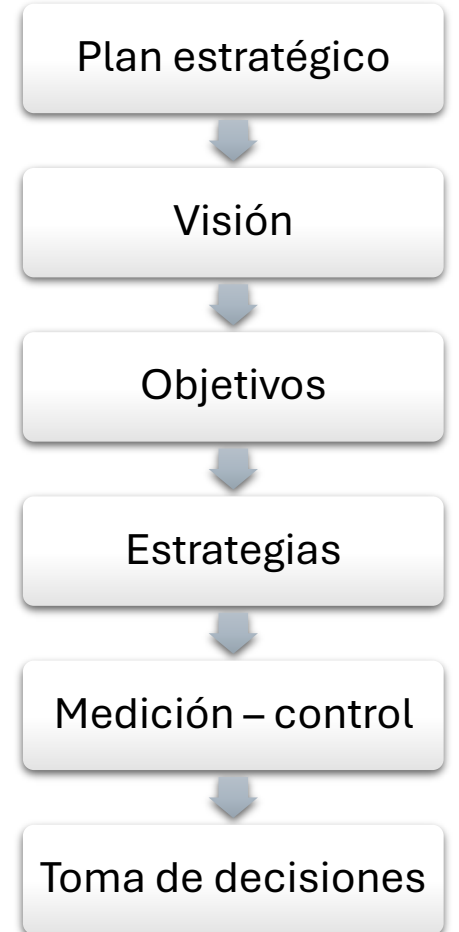 Plan estratégico
Visión
Objetivos
Estrategias
Medición – control
Toma de decisiones